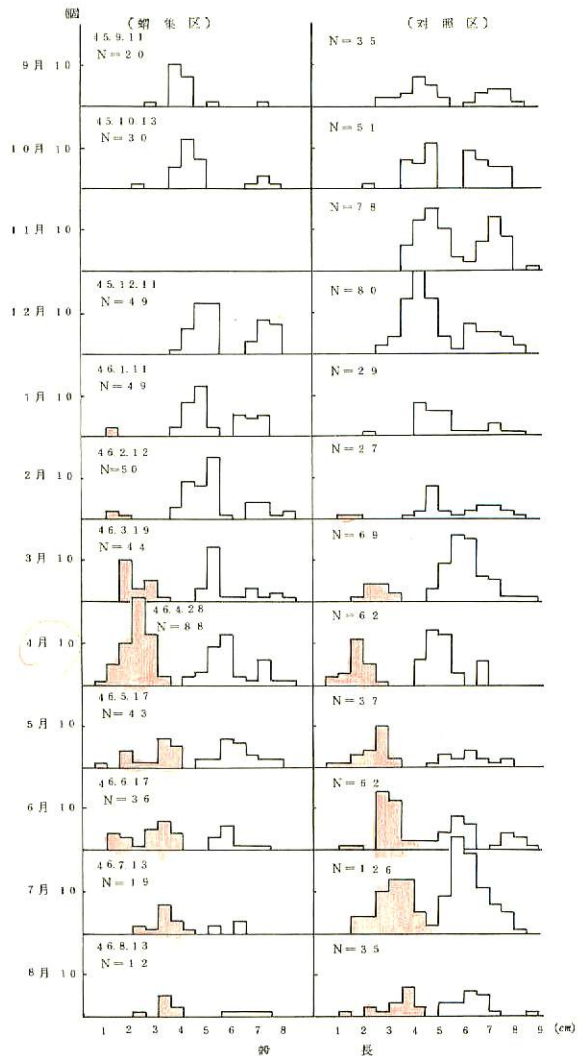 (個)
(蝟集区) (対照区)
45.9.11
N=20 N=35
9月 10
45.10.13
N=30 N=51
10月 10
N=78
11月 10
45.12.11
N=49 N=80
12月 10
46.1.11
N=49 N=29
1月 10
46.2.12
N=50 N=27
2月 10
46.3.19
N=44 N=69
3月 10
46.4.28
N=88 N=62
4月 10
46.5.17
N=43 N=37
5月 10
46.6.17
N=36 N=62
6月 10
46.7.13
N=19 N=126
7月 10
46.8.13
N=12 N=35
8月 10
1 2 3 4 5 6 7 8 1 2 3 4 5 6 7 8 9 (cm)
殻長